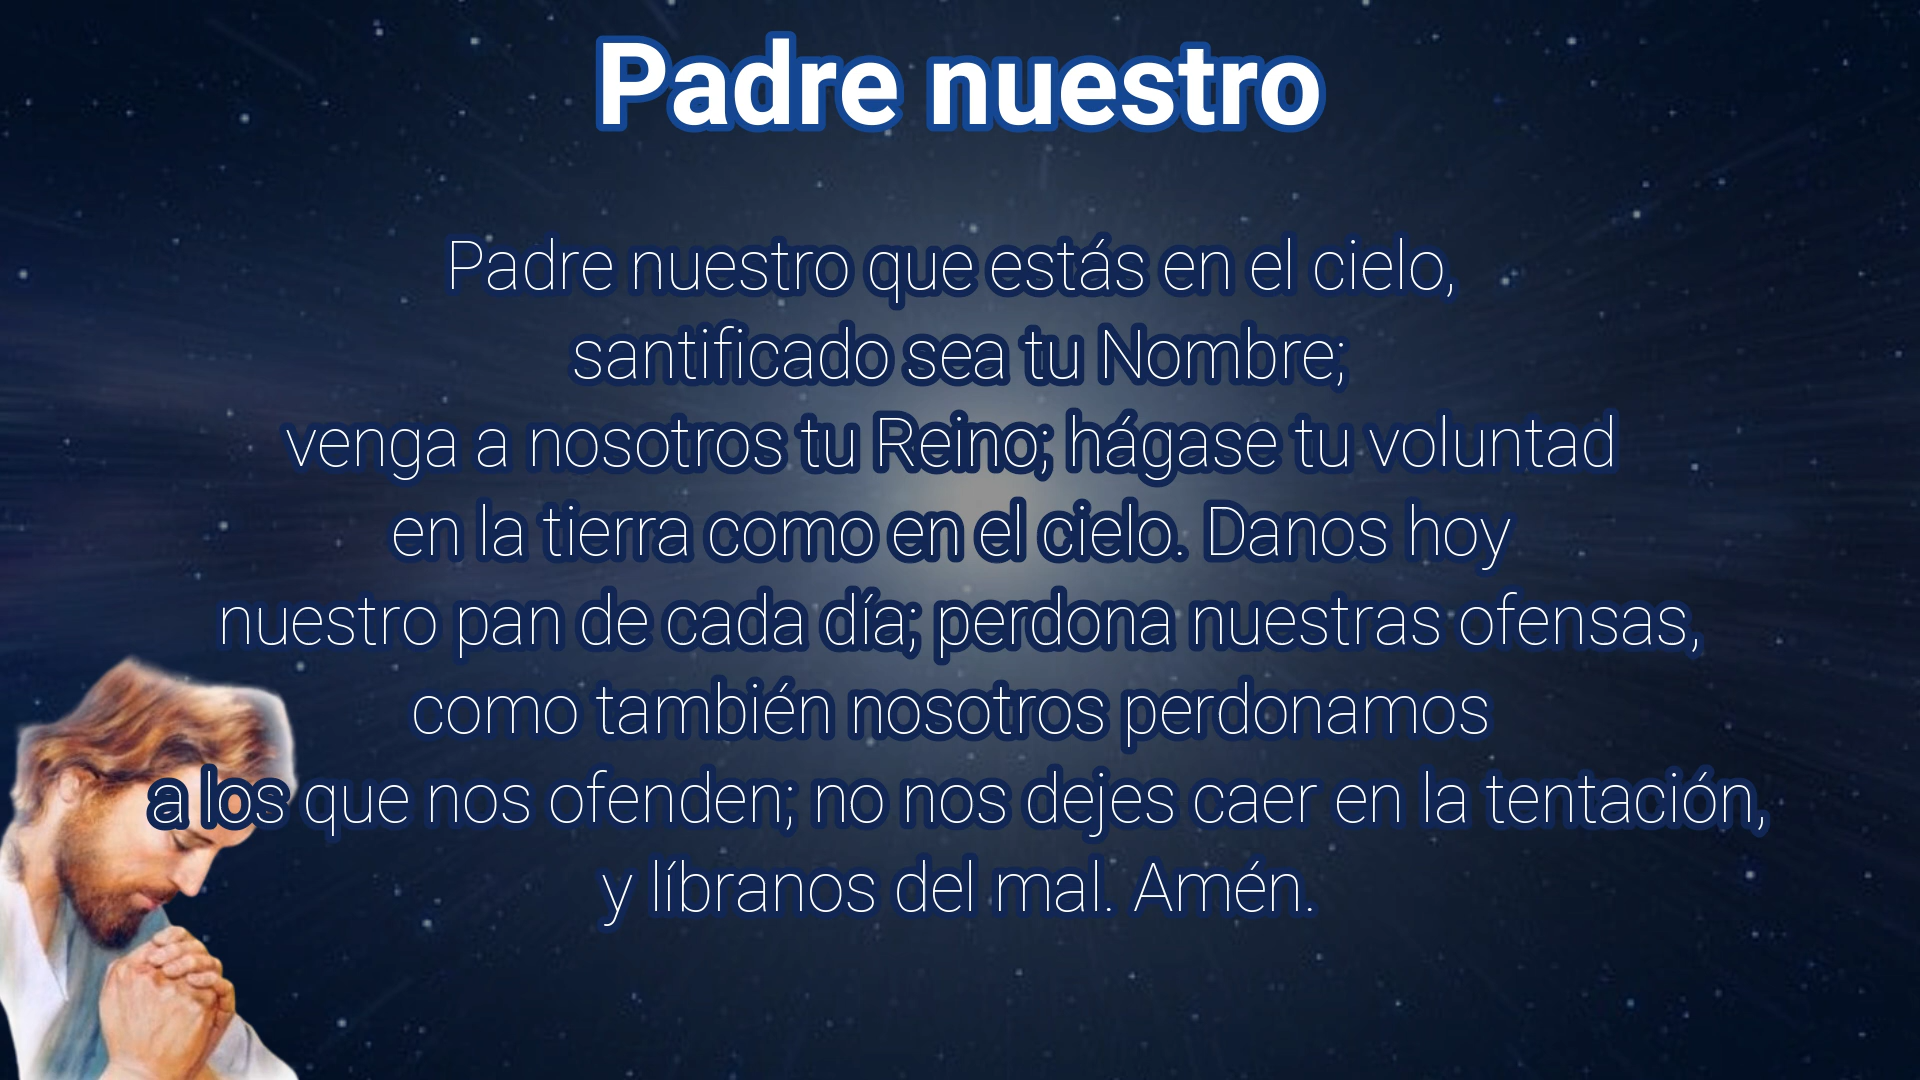 Padre nuestro
Padre nuestro que estás en el cielo,
santificado sea tu Nombre;
venga a nosotros tu Reino; hágase tu voluntad
en la tierra como en el cielo. Danos hoy
nuestro pan de cada día; perdona nuestras ofensas,
como también nosotros perdonamos
a los que nos ofenden; no nos dejes caer en la tentación,
y líbranos del mal. Amén.